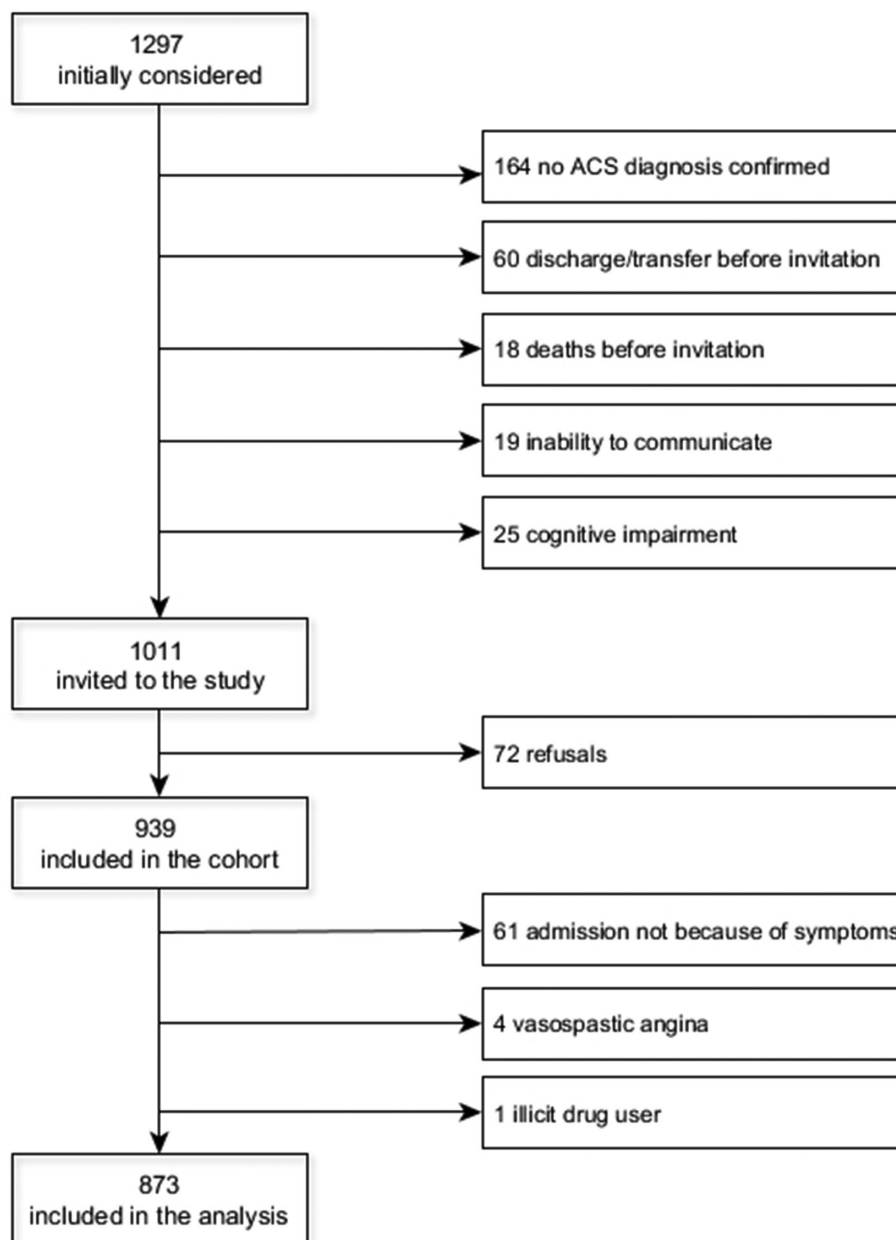 1297
initially considered
164 no ACS diagnosis confirmed
60 discharge/transfer before invitation
18 deaths before invitation
19 inability to communicate
25 cognitive impairment
1011
invited to the study
72 refusals
939
included in the cohort
61 admission not because of symptoms
4 vasospastic angina
1 illicit drug user
873
included in the analysis